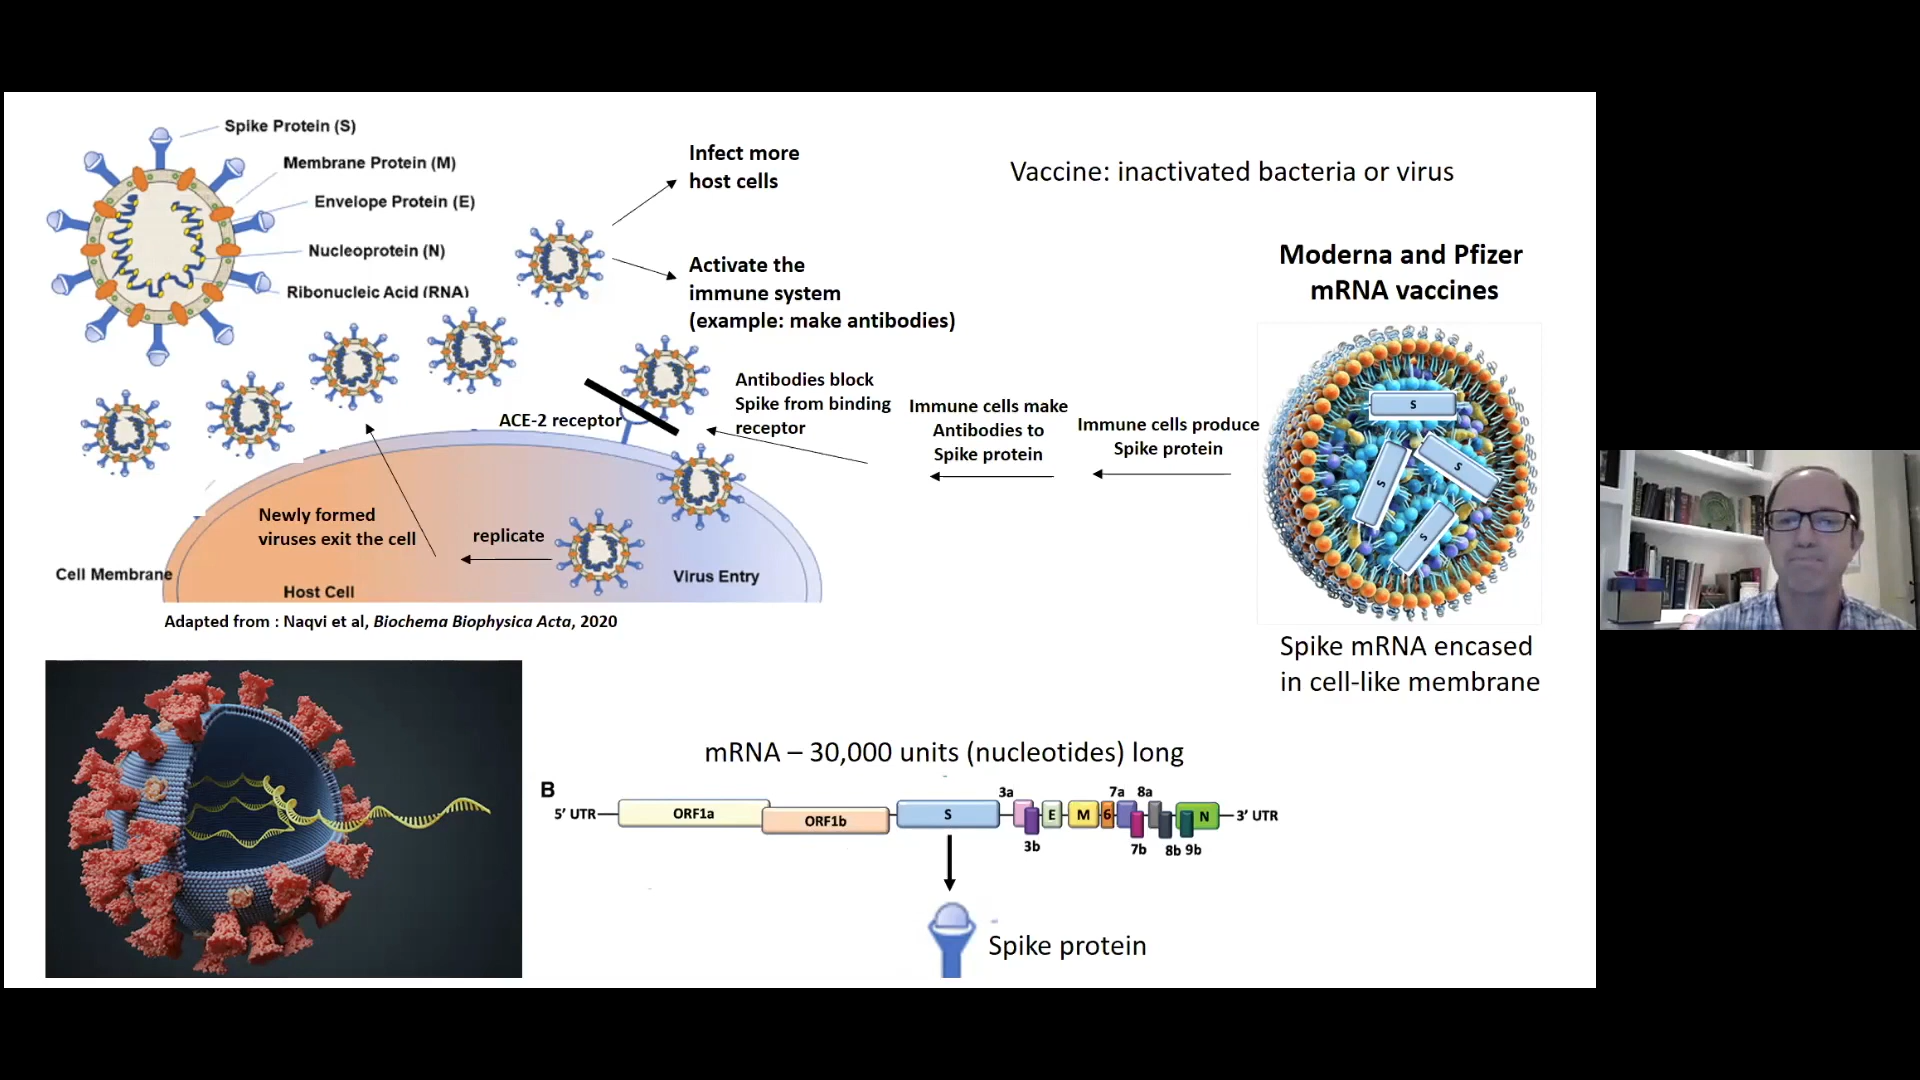 Spike Protein (S)
Membrane Protein (M)
Envelope Protein (E)
Nucleoprotein (N)
Ribonucleic Acid (RNA)
Infect more
host cells
Activate the
immune system
(example: make antibodies)
Vaccine: inactivated bacteria or virus
Moderna and Pfizer
mRNA vaccines
S
S
S
S
Spike mRNA encased
in cell-like membrane
Immune cells produce
Spike protein
Immune cells make
Antibodies to
Spike protein
Antibodies block
Spike from binding
receptor
ACE-2 receptor
Newly formed
viruses exit the cell
replicate
Virus Entry
Cell Membrane
Host Cell
Adapted from : Naqvi et al, Biochema Biophysica Acta, 2020
mRNA – 30,000 units (nucleotides) long
B
3a 7a 8a
5' UTR ORF1a ORF1b S E M 6 N 3' UTR
3b 7b 8b 9b
Spike protein